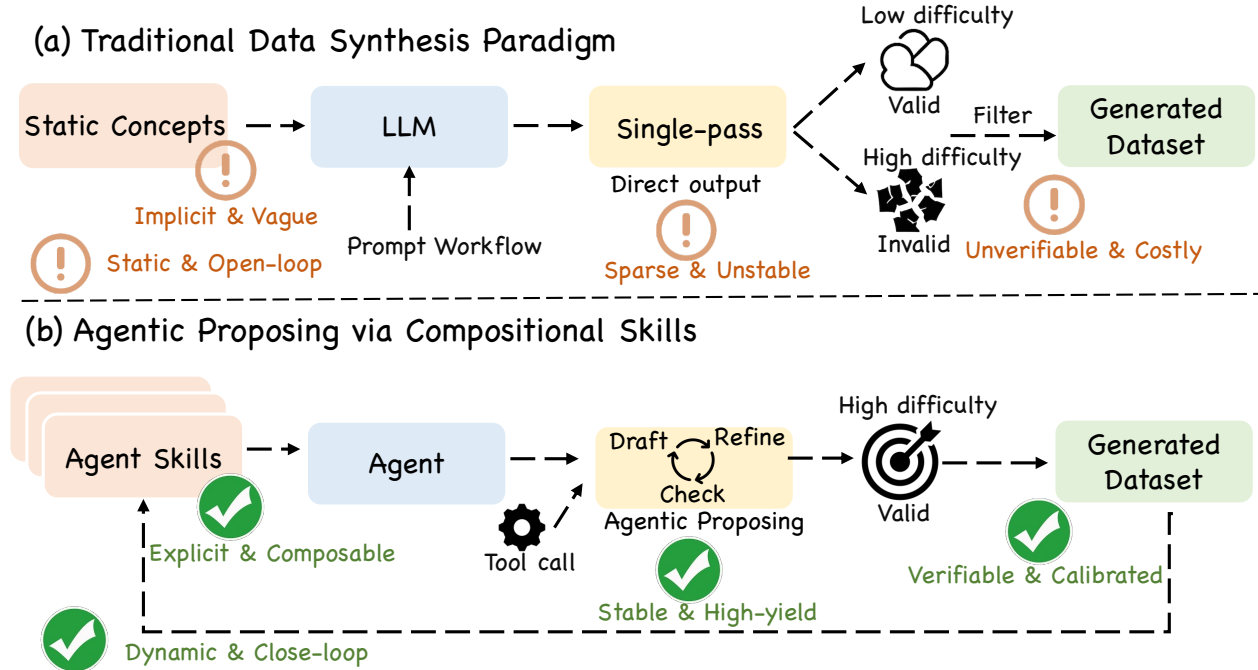 (a) Traditional Data Synthesis Paradigm
Low difficulty
Valid
Static Concepts
LLM
Single-pass
Filter
Generated
Dataset
Direct output
High difficulty
Invalid
Implicit & Vague
Prompt Workflow
Static & Open-loop
Sparse & Unstable
Unverifiable & Costly
(b) Agentic Proposing via Compositional Skills
High difficulty
Agent Skills
Agent
Draft
Refine
Check
Generated
Dataset
Valid
Agentic Proposing
Tool call
Explicit & Composable
Stable & High-yield
Verifiable & Calibrated
Dynamic & Close-loop